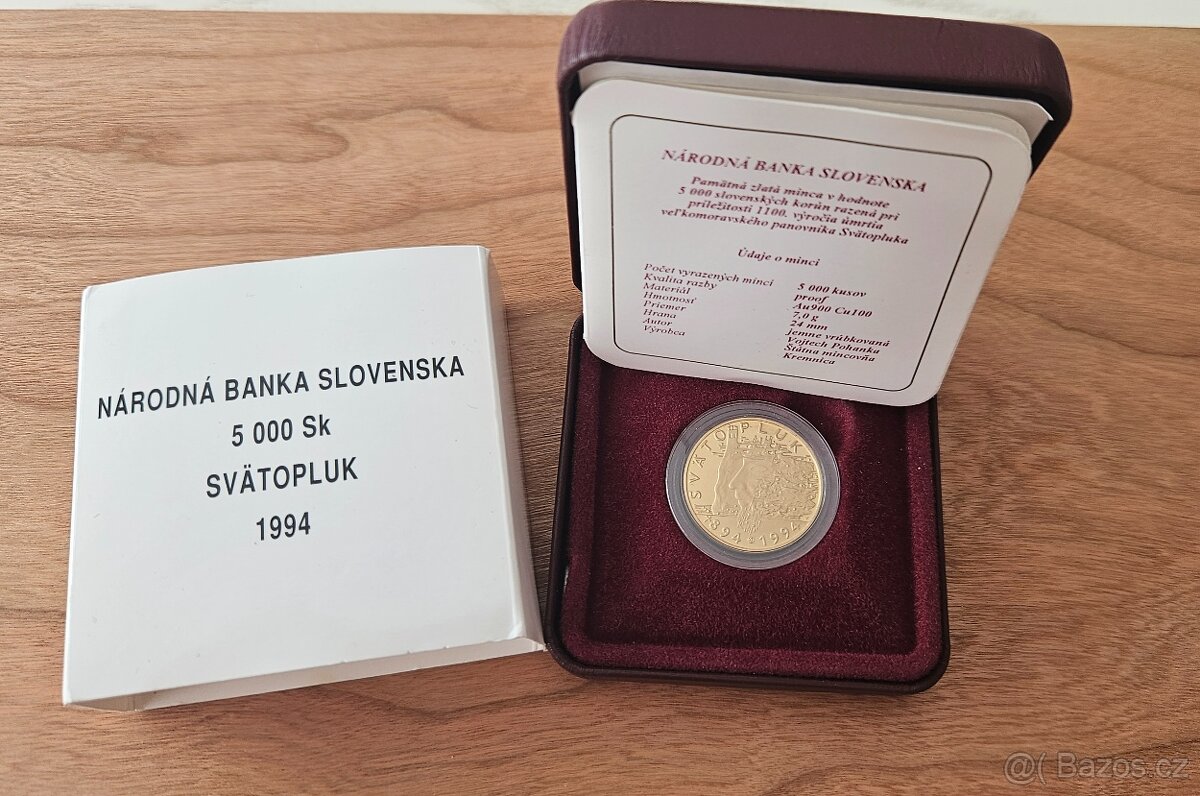 NÁRODNÁ BANKA SLOVENSKA
5 000 Sk
SVÄTOPLUK
1994
NÁRODNÁ BANKA SLOVENSKA
Pamätná zlatá minca v hodnote
5 000 slovenských korún razená pri
príležitosti 1100. výročia úmrtia
veľkomoravského panovníka Svätopluka
Údaje o minci
Počet vyrazených mincí 5 000 kusov
Kvalita razby proof
Materiál Au900 Cu100
Hmotnosť 7,0 g
Priemer 24 mm
Hrana jemne vrúbkovaná
Autor Vojtech Pohanka
Výrobca Štátna mincovňa
Kremnica
SVÄTOPLUK
894 1994
@( Bazos.cz